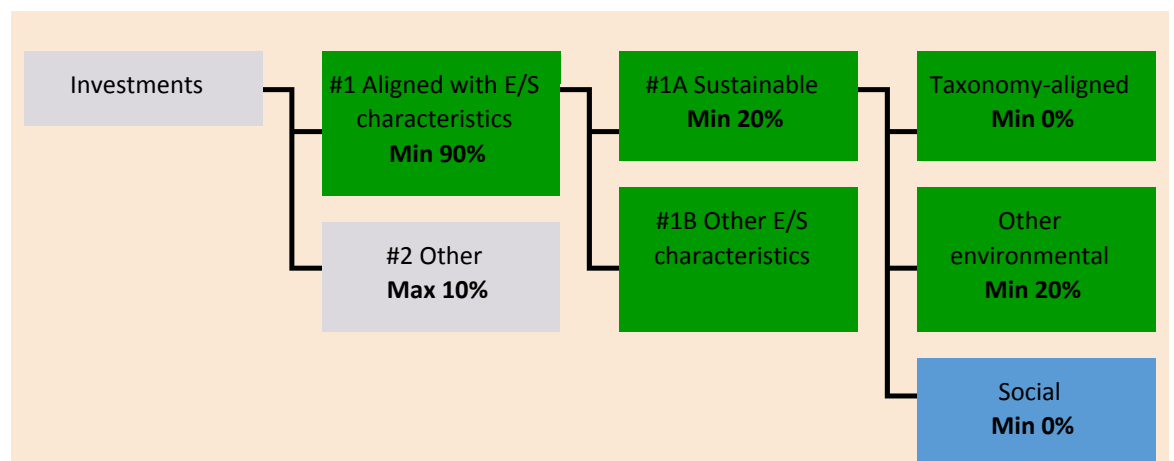 Investments
#1 Aligned with E/S
characteristics
Min 90%
#2 Other
Max 10%
#1A Sustainable
Min 20%
#1B Other E/S
characteristics
Taxonomy-aligned
Min 0%
Other
environmental
Min 20%
Social
Min 0%